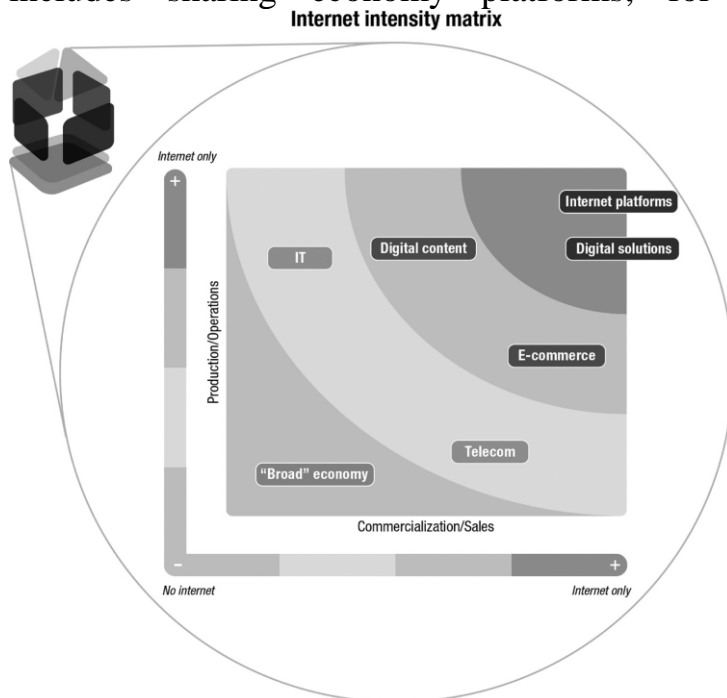 includes sharing economy platforms, for
Internet intensity matrix
Internet only
+
Internet platforms
IT
Digital content
Digital solutions
Production/Operations
E-commerce
Telecom
“Broad” economy
Commercialization/Sales
-
+
No internet
Internet only